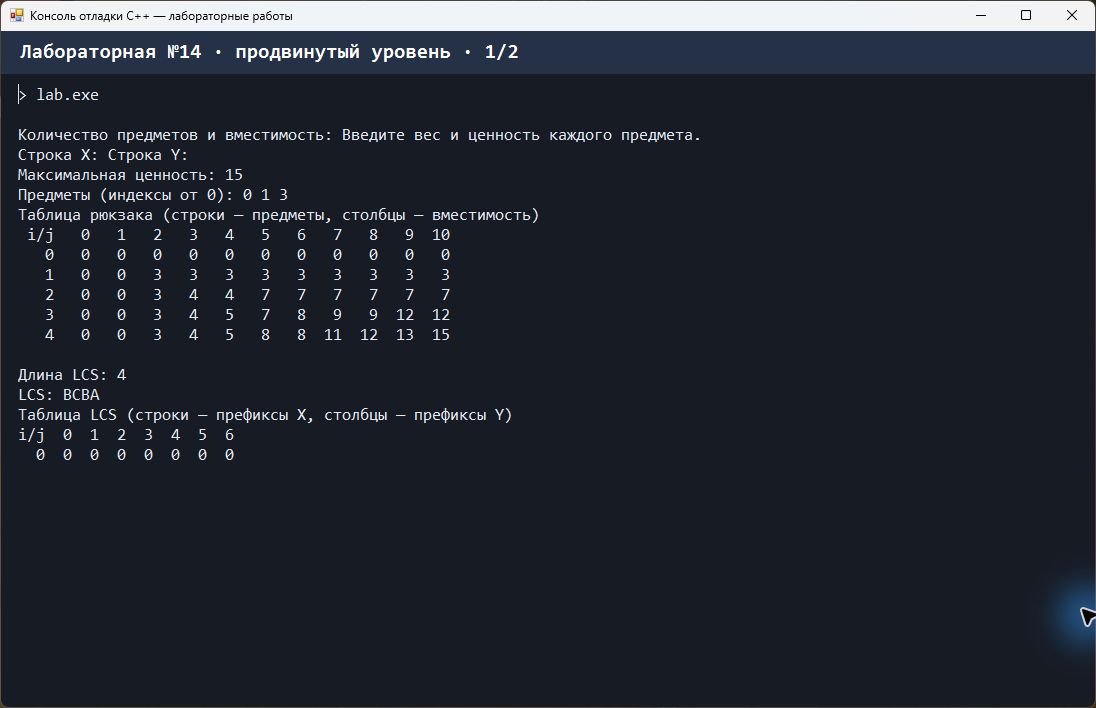 Консоль отладки C++ — лабораторные работы
Лабораторная №14 · продвинутый уровень · 1/2
> lab.exe
Количество предметов и вместимость: Введите вес и ценность каждого предмета.
Строка X: Строка Y:
Максимальная ценность: 15
Предметы (индексы от 0): 0 1 3
Таблица рюкзака (строки — предметы, столбцы — вместимость)
i/j 0 1 2 3 4 5 6 7 8 9 10
0 0 0 0 0 0 0 0 0 0 0 0
1 0 0 3 3 3 3 3 3 3 3 3
2 0 0 3 4 4 7 7 7 7 7 7
3 0 0 3 4 5 7 8 9 9 12 12
4 0 0 3 4 5 8 8 11 12 13 15
Длина LCS: 4
LCS: BCBA
Таблица LCS (строки — префиксы X, столбцы — префиксы Y)
i/j 0 1 2 3 4 5 6
0 0 0 0 0 0 0 0